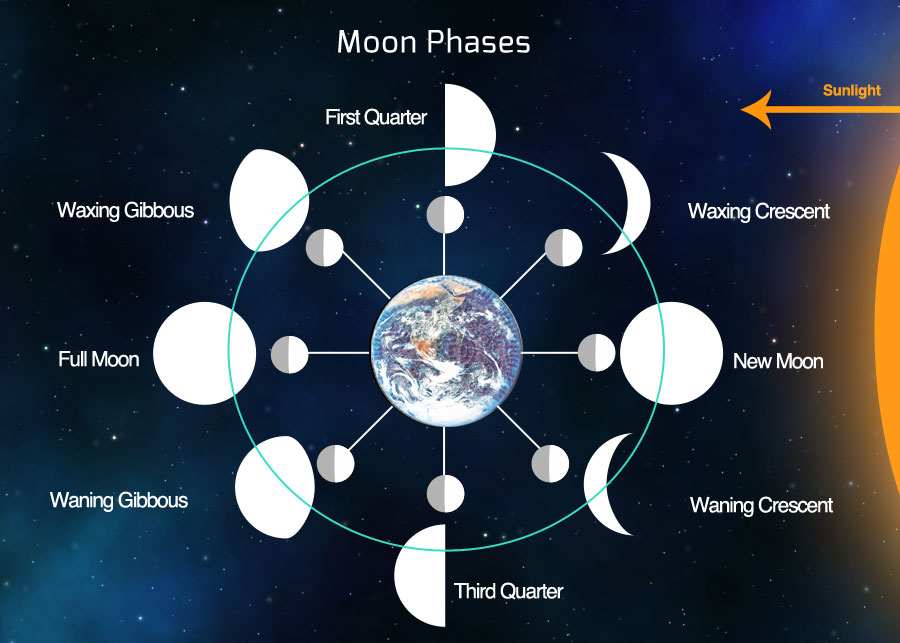 Moon Phases
Sunlight
First Quarter
Waxing Gibbous
Waxing Crescent
Full Moon
New Moon
Waning Gibbous
Waning Crescent
Third Quarter